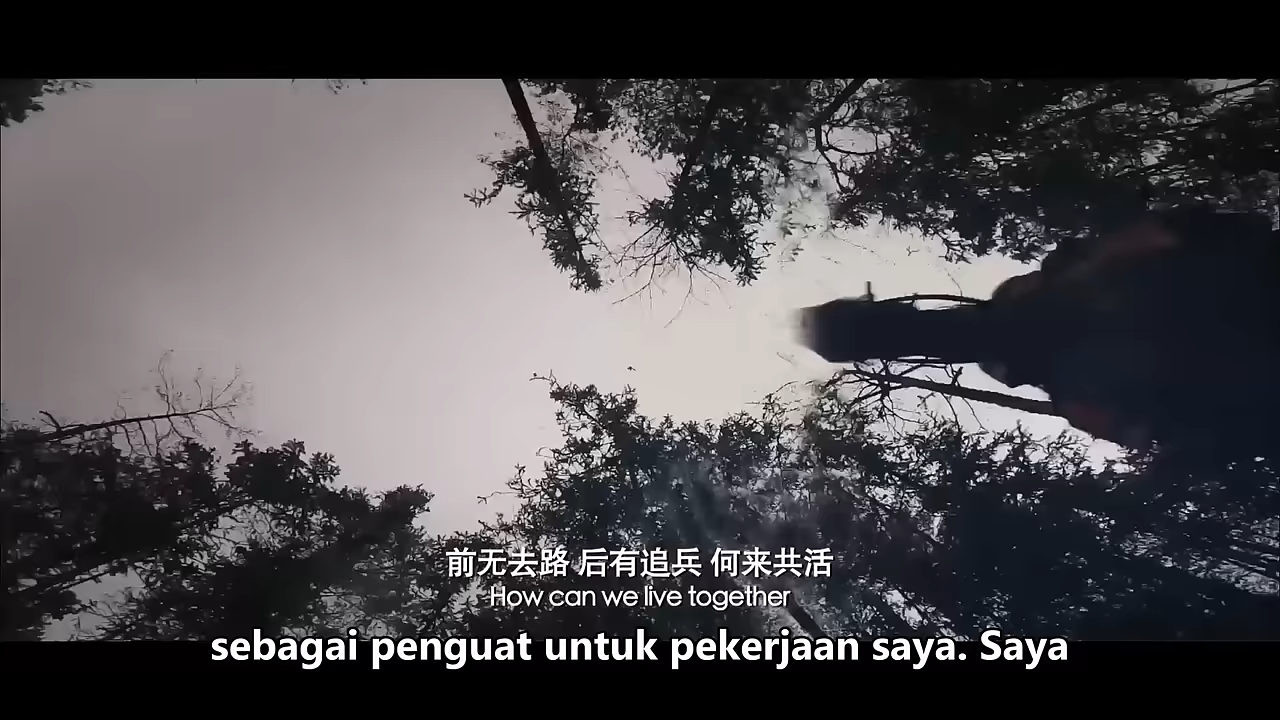 前无去路 后有追兵 何来共活
How can we live together
sebagai penguat untuk pekerjaan saya. Saya